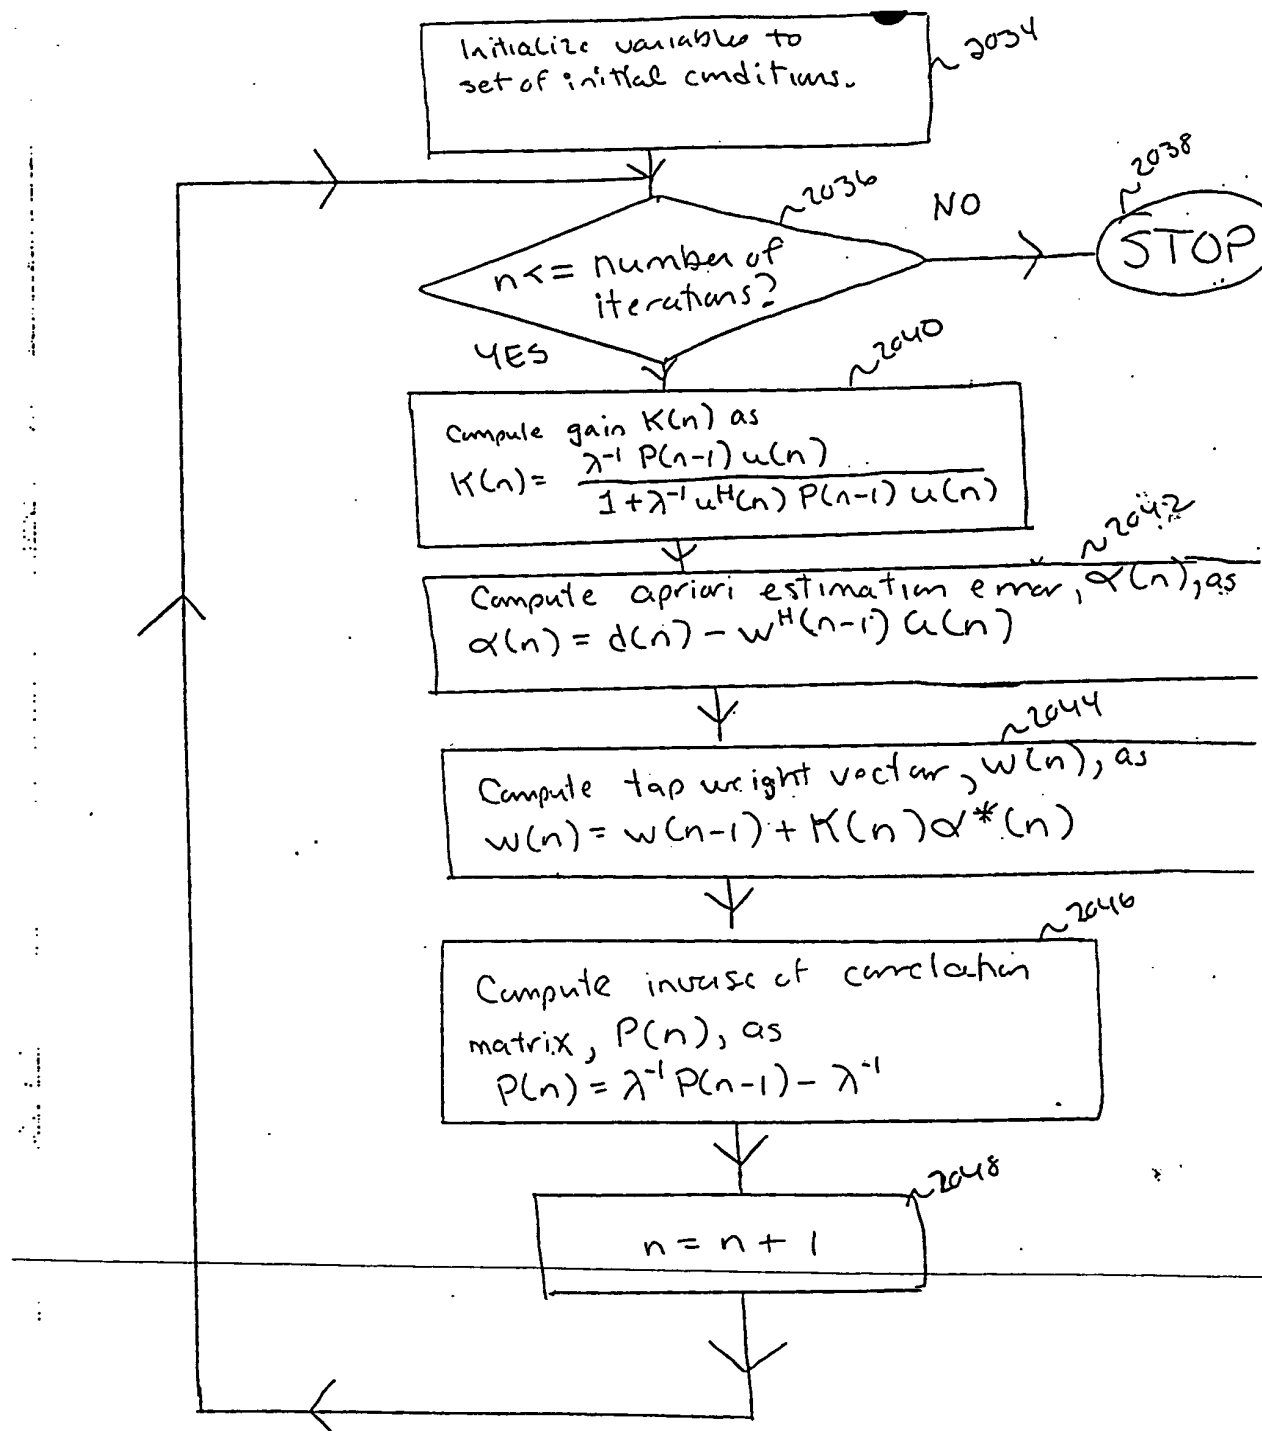 Initialize variables to
set of initial conditions.
2034
2036
n <= number of
iterations?
NO
2038
STOP
YES
2040
Compute gain K(n) as
K(n) = λ⁻¹ P(n-1) u(n)
1 + λ⁻¹ uᴴ(n) P(n-1) u(n)
2042
Compute apriori estimation error, α(n), as
α(n) = d(n) - wᴴ(n-1) u(n)
2044
Compute tap weight vector, w(n), as
w(n) = w(n-1) + K(n) α*(n)
2046
Compute inverse of correlation
matrix, P(n), as
P(n) = λ⁻¹ P(n-1) - λ⁻¹
2048
n = n + 1